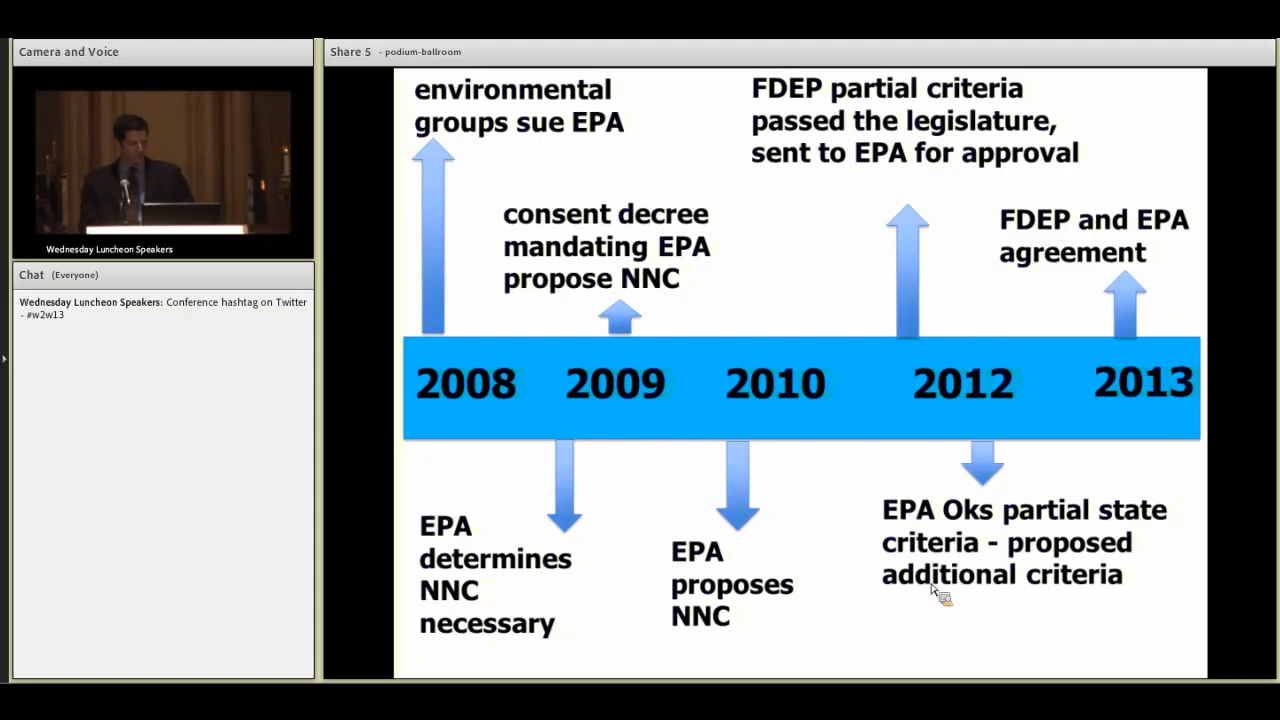 Camera and Voice
Wednesday Luncheon Speakers
Chat (Everyone)
Wednesday Luncheon Speakers: Conference hashtag on Twitter
- #w2w13
Share 5 - podium-ballroom
environmental
groups sue EPA
consent decree
mandating EPA
propose NNC
FDEP partial criteria
passed the legislature,
sent to EPA for approval
FDEP and EPA
agreement
2008 2009 2010 2012 2013
EPA
determines
NNC
necessary
EPA
proposes
NNC
EPA Oks partial state
criteria - proposed
additional criteria